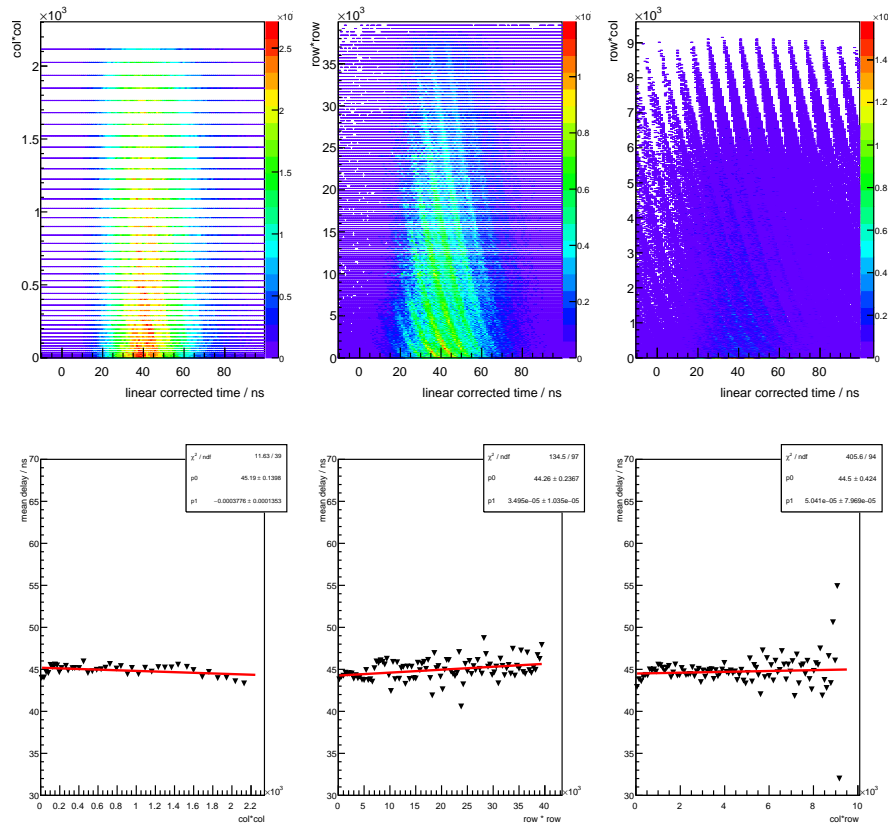 ×10³
col*col
2
1.5
1
0.5
0
0 20 40 60 80
linear corrected time / ns
×10
2.5
2
1.5
1
0.5
0
×10³
row*row
35
30
25
20
15
10
5
0
0 20 40 60 80
linear corrected time / ns
×10
1
0.8
0.6
0.4
0.2
0
×10³
row*col
9
8
7
6
5
4
3
2
1
0
0 20 40 60 80
linear corrected time / ns
×10
1.6
1.4
1.2
1
0.8
0.6
0.4
0.2
0
mean delay / ns
70
65
60
55
50
45
40
35
30
χ² / ndf 11.63 / 39
p0 45.19 ± 0.1398
p1 −0.0003776 ± 0.0001353
0 0.2 0.4 0.6 0.8 1 1.2 1.4 1.6 1.8 2 2.2
×10³
col*col
mean delay / ns
70
65
60
55
50
45
40
35
30
χ² / ndf 134.5 / 97
p0 44.26 ± 0.2367
p1 3.495e−05 ± 1.035e−05
0 5 10 15 20 25 30 35 40
×10³
row * row
mean delay / ns
70
65
60
55
50
45
40
35
30
χ² / ndf 405.6 / 94
p0 44.5 ± 0.424
p1 5.041e−05 ± 7.969e−05
0 2 4 6 8 10
×10³
col*row